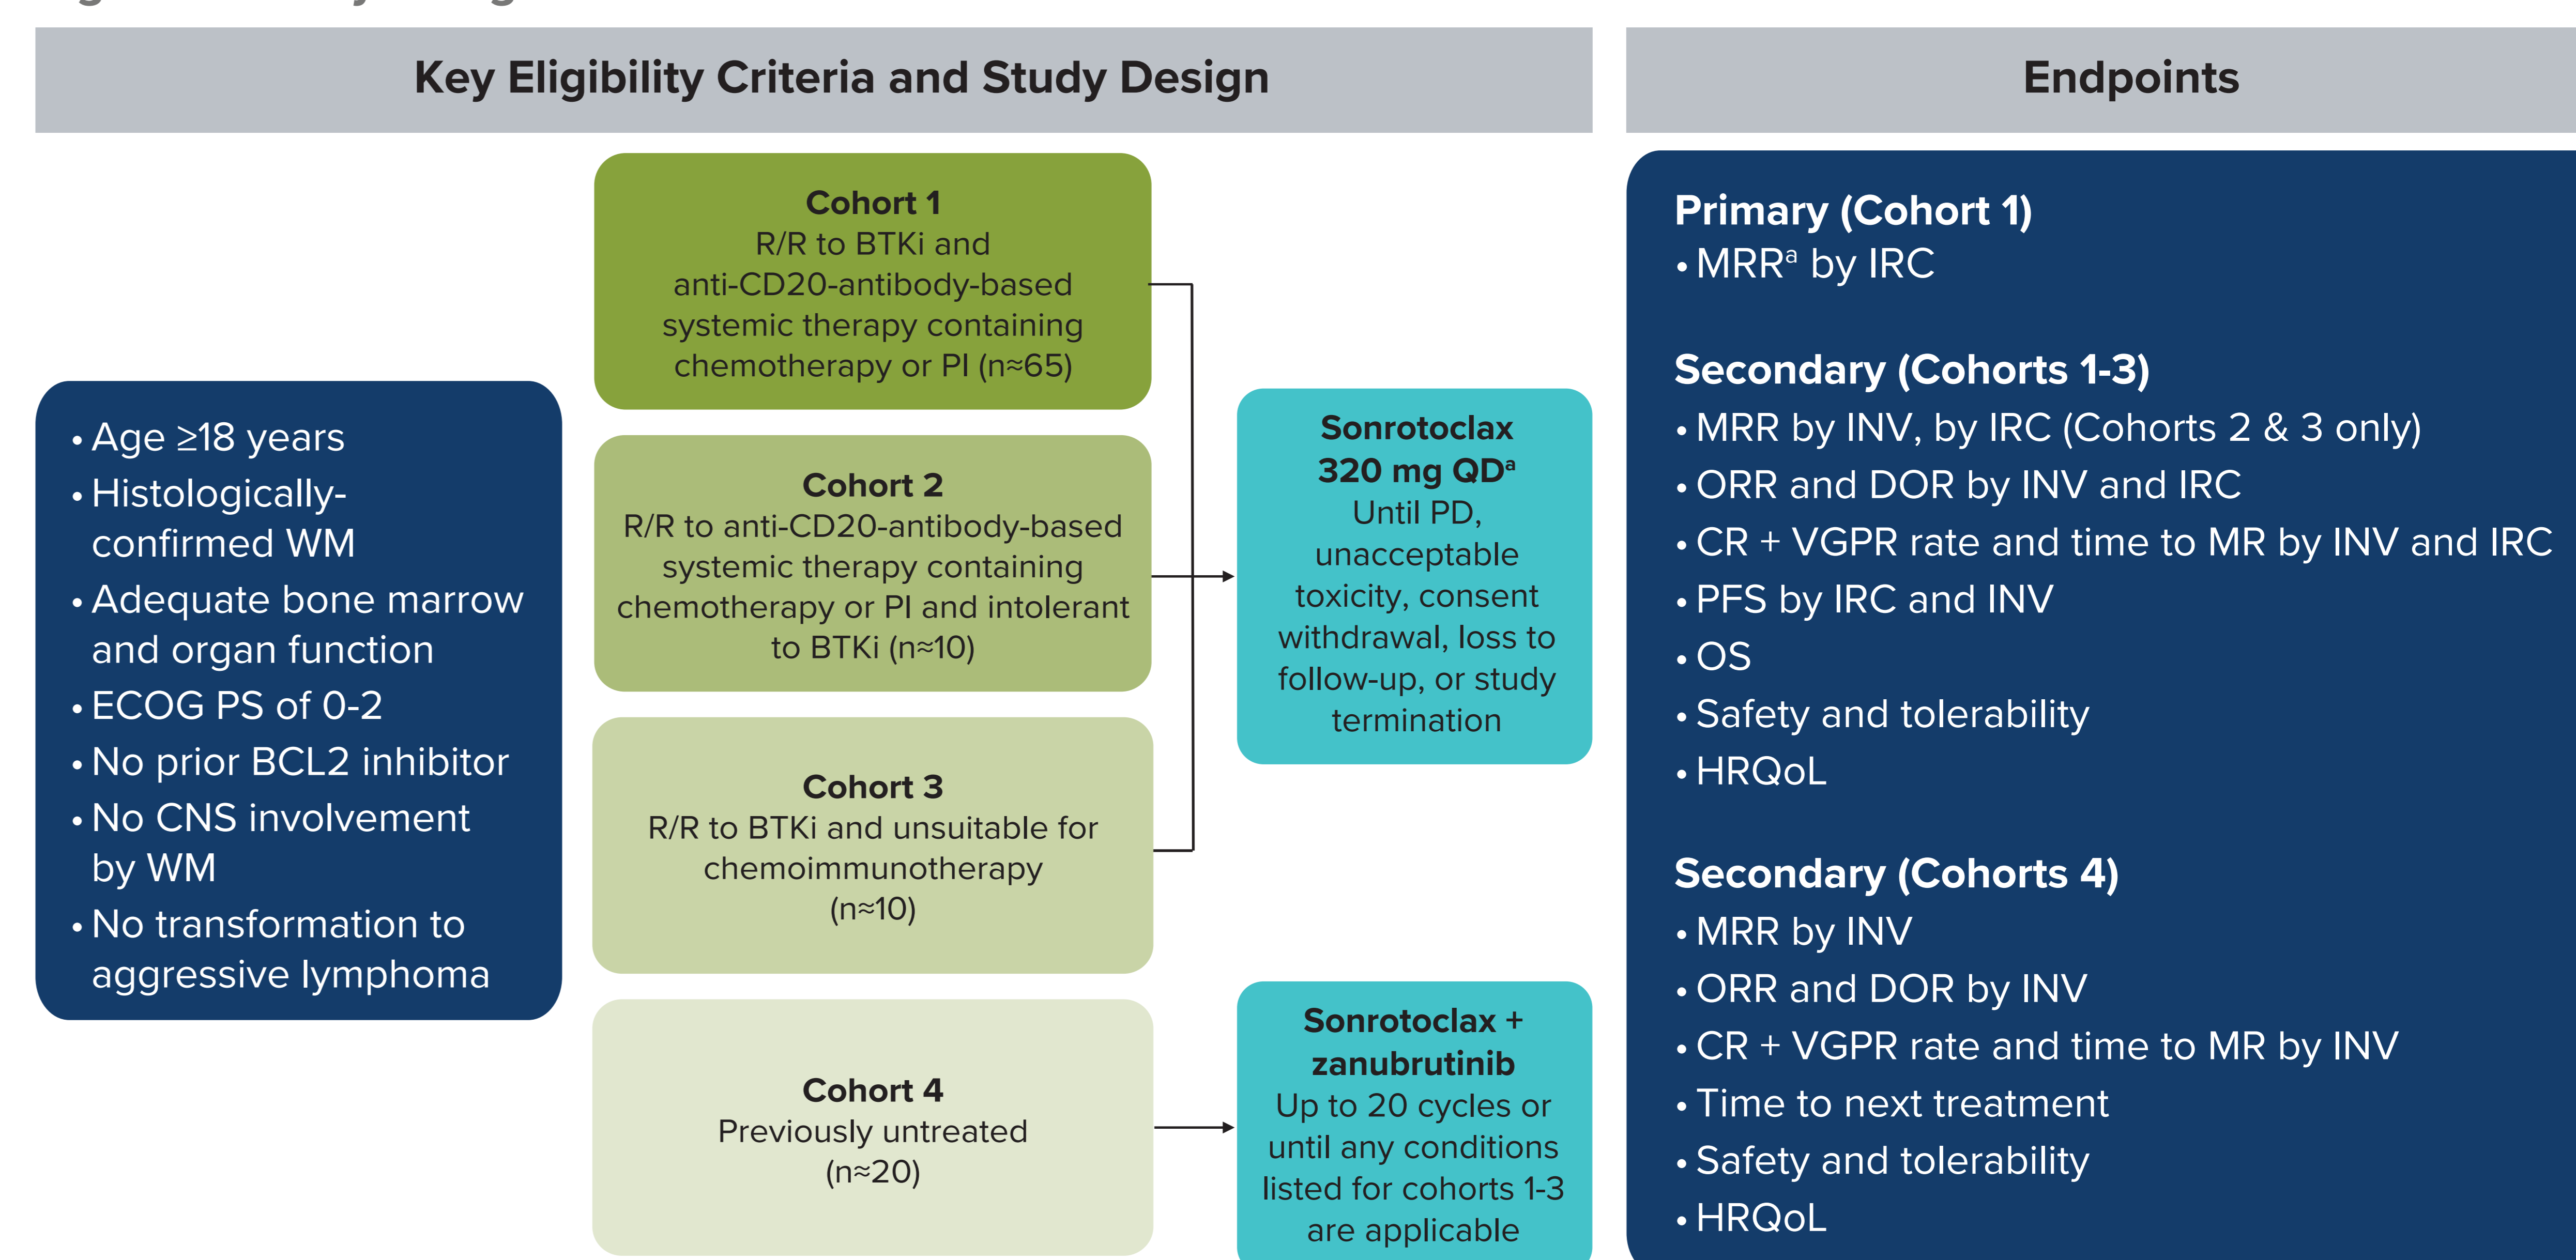 Key Eligibility Criteria and Study Design
• Age ≥18 years
• Histologically-
confirmed WM
• Adequate bone marrow
and organ function
• ECOG PS of 0-2
• No prior BCL2 inhibitor
• No CNS involvement
by WM
• No transformation to
aggressive lymphoma
Cohort 1
R/R to BTKi and
anti-CD20-antibody-based
systemic therapy containing
chemotherapy or PI (n≈65)
Cohort 2
R/R to anti-CD20-antibody-based
systemic therapy containing
chemotherapy or PI and intolerant
to BTKi (n≈10)
Cohort 3
R/R to BTKi and unsuitable for
chemoimmunotherapy
(n≈10)
Cohort 4
Previously untreated
(n≈20)
Sonrotoclax
320 mg QDᵃ
Until PD,
unacceptable
toxicity, consent
withdrawal, loss to
follow-up, or study
termination
Sonrotoclax +
zanubrutinib
Up to 20 cycles or
until any conditions
listed for cohorts 1-3
are applicable
Endpoints
Primary (Cohort 1)
• MRRᵃ by IRC
Secondary (Cohorts 1-3)
• MRR by INV, by IRC (Cohorts 2 & 3 only)
• ORR and DOR by INV and IRC
• CR + VGPR rate and time to MR by INV and IRC
• PFS by IRC and INV
• OS
• Safety and tolerability
• HRQoL
Secondary (Cohorts 4)
• MRR by INV
• ORR and DOR by INV
• CR + VGPR rate and time to MR by INV
• Time to next treatment
• Safety and tolerability
• HRQoL